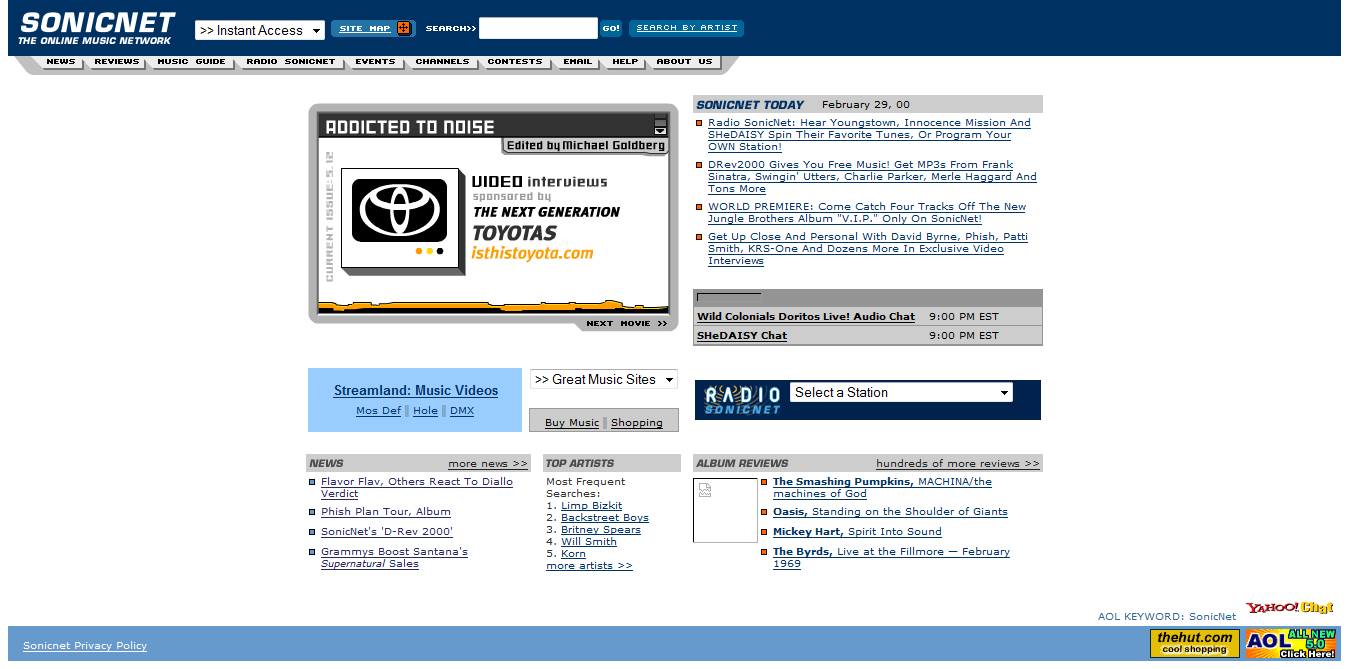 SONICNET
THE ONLINE MUSIC NETWORK
>> Instant Access
SITE MAP
SEARCH>>
GO!
SEARCH BY ARTIST
NEWS
REVIEWS
MUSIC GUIDE
RADIO SONICNET
EVENTS
CHANNELS
CONTESTS
EMAIL
HELP
ABOUT US
ADDICTED TO NOISE
Edited by Michael Goldberg
CURRENT ISSUE: 5.12
VIDEO interviews
sponsored by
THE NEXT GENERATION
TOYOTAS
isthistoyota.com
NEXT MOVIE >>
SONICNET TODAY February 29, 00
Radio SonicNet: Hear Youngstown, Innocence Mission And
SHeDAISY Spin Their Favorite Tunes, Or Program Your
OWN Station!
DRev2000 Gives You Free Music! Get MP3s From Frank
Sinatra, Swingin' Utters, Charlie Parker, Merle Haggard And
Tons More
WORLD PREMIERE: Come Catch Four Tracks Off The New
Jungle Brothers Album "V.I.P." Only On SonicNet!
Get Up Close And Personal With David Byrne, Phish, Patti
Smith, KRS-One And Dozens More In Exclusive Video
Interviews
Wild Colonials Doritos Live! Audio Chat 9:00 PM EST
SHeDAISY Chat 9:00 PM EST
Streamland: Music Videos
Mos Def Hole DMX
>> Great Music Sites
Buy Music Shopping
RADIO
SONICNET
Select a Station
NEWS more news >>
Flavor Flav, Others React To Diallo
Verdict
Phish Plan Tour, Album
SonicNet's 'D-Rev 2000'
Grammys Boost Santana's
Supernatural Sales
TOP ARTISTS
Most Frequent
Searches:
1. Limp Bizkit
2. Backstreet Boys
3. Britney Spears
4. Will Smith
5. Korn
more artists >>
ALBUM REVIEWS hundreds of more reviews >>
The Smashing Pumpkins, MACHINA/the
machines of God
Oasis, Standing on the Shoulder of Giants
Mickey Hart, Spirit Into Sound
The Byrds, Live at the Fillmore — February
1969
AOL KEYWORD: SonicNet
YAHOO! Chat
Sonicnet Privacy Policy
thehut.com
cool shopping
AOL ALL NEW
5.0
Click Here!